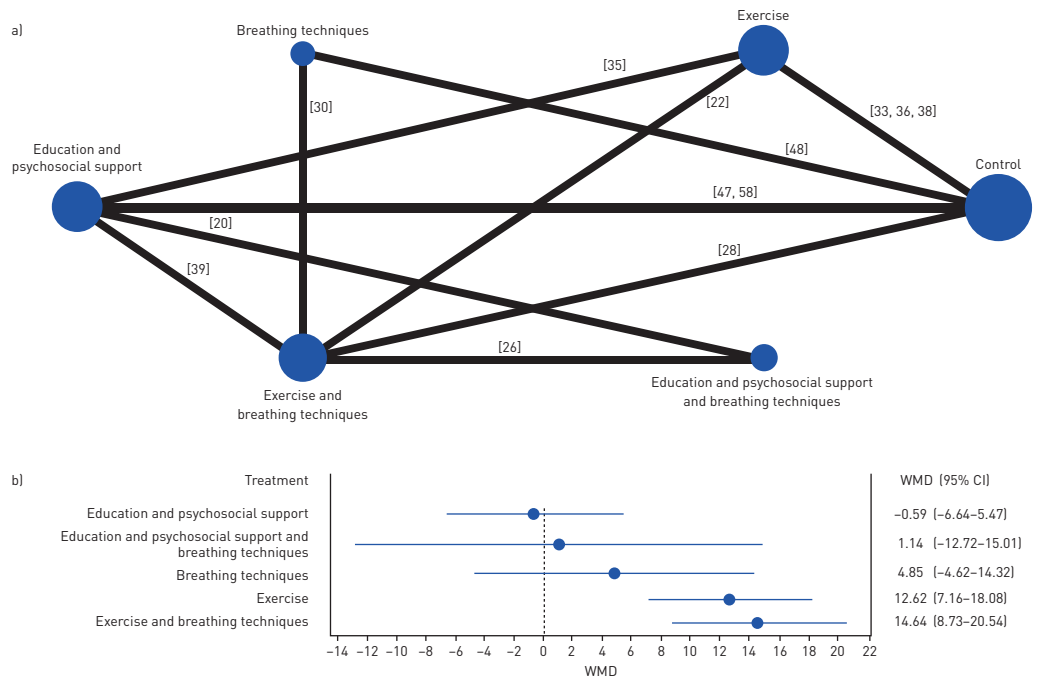 a)
Breathing techniques
Exercise
[35]
[30]
[22]
[33, 36, 38]
Education and
psychosocial support
[48]
Control
[47, 58]
[20]
[28]
[39]
[26]
Exercise and
breathing techniques
Education and psychosocial support
and breathing techniques
b)
Treatment
WMD (95% CI)
Education and psychosocial support
–0.59 (–6.64–5.47)
Education and psychosocial support and
breathing techniques
1.14 (–12.72–15.01)
Breathing techniques
4.85 (–4.62–14.32)
Exercise
12.62 (7.16–18.08)
Exercise and breathing techniques
14.64 (8.73–20.54)
–14 –12 –10 –8 –6 –4 –2 0 2 4 6 8 10 12 14 16 18 20 22
WMD